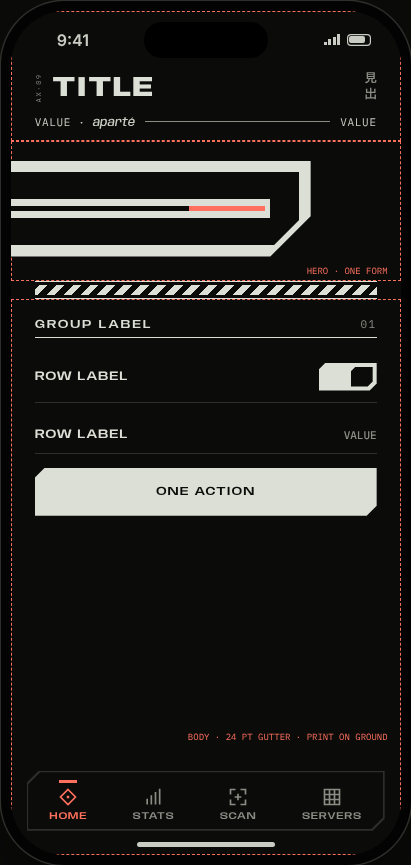 9:41
AX·09
TITLE
見出
VALUE · aparté VALUE
HERO · ONE FORM
GROUP LABEL 01
ROW LABEL
ROW LABEL VALUE
ONE ACTION
BODY · 24 PT GUTTER · PRINT ON GROUND
HOME STATS SCAN SERVERS